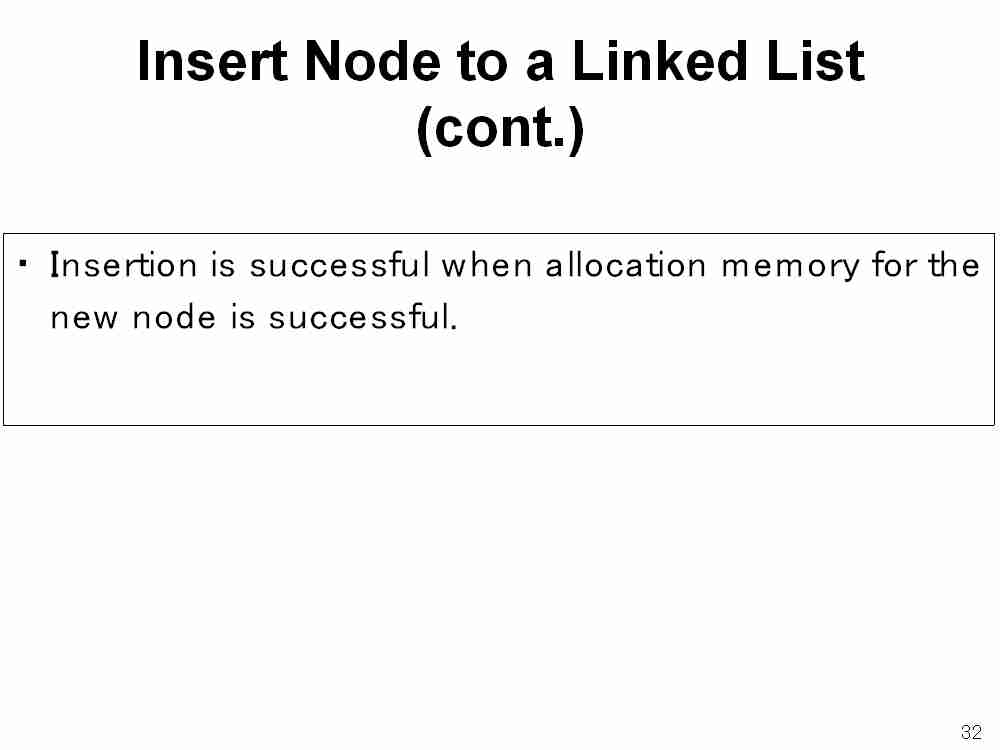 Insert Node to a Linked List
(cont.)
· Insertion is successful when allocation memory for the
new node is successful.
32